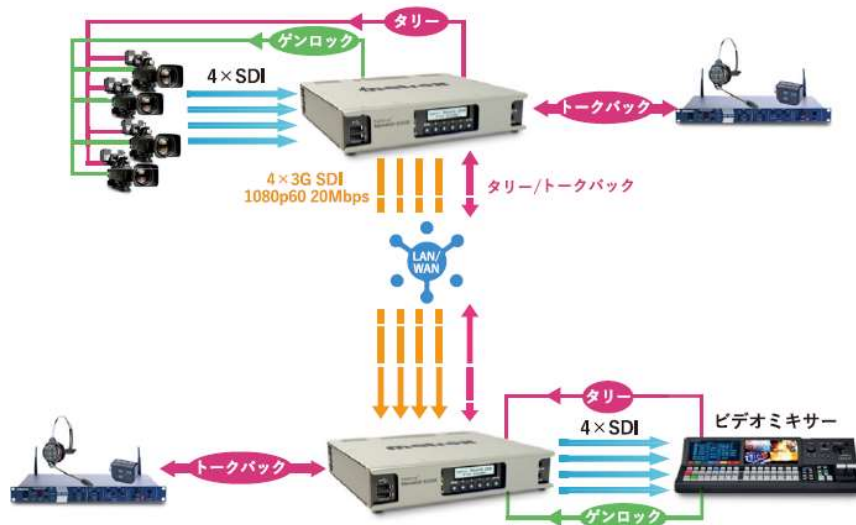 タリー
ゲンロック
4×SDI
matrox
トークバック
4×3G SDI
1080p60 20Mbps
タリー/トークバック
LAN/
WAN
タリー
ビデオミキサー
4×SDI
トークバック
matrox
ゲンロック